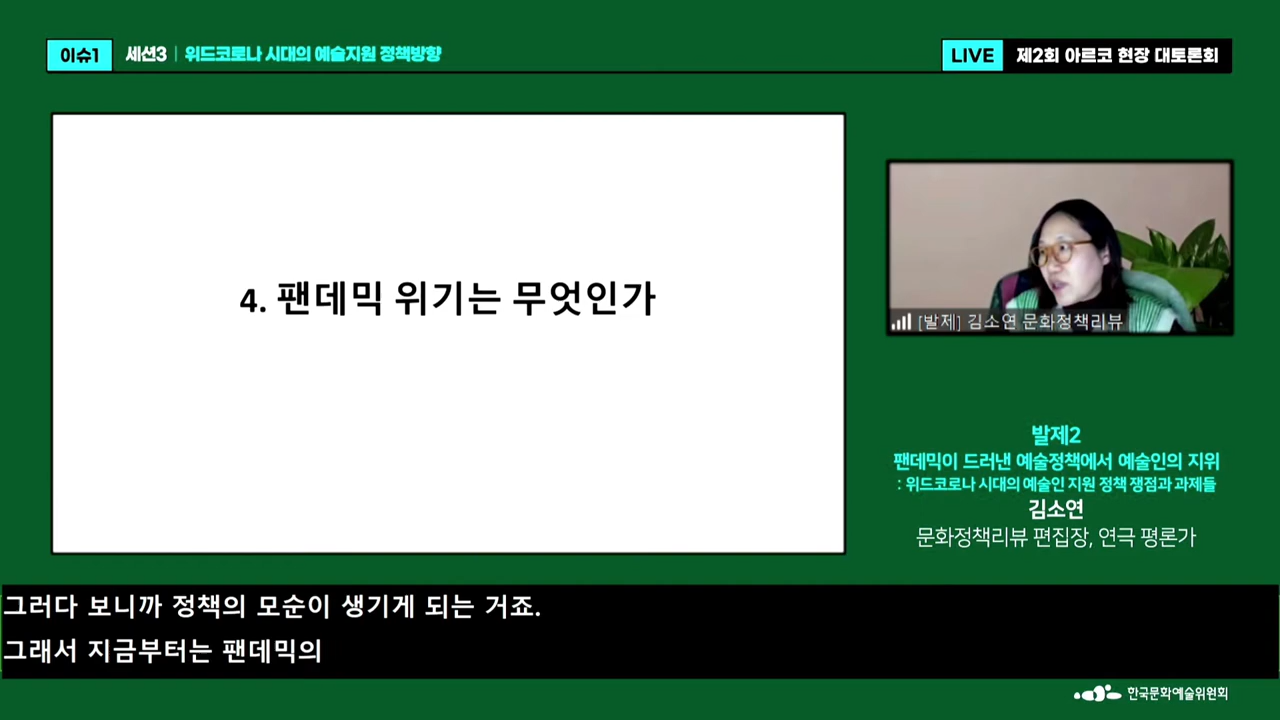 이슈1
세션3 | 위드코로나 시대의 예술지원 정책방향
LIVE
제2회 아르코 현장 대토론회
4. 팬데믹 위기는 무엇인가
[발제] 김소연 문화정책리뷰
발제2
팬데믹이 드러낸 예술정책에서 예술인의 지위
: 위드코로나 시대의 예술인 지원 정책 쟁점과 과제들
김소연
문화정책리뷰 편집장, 연극 평론가
그러다 보니까 정책의 모순이 생기게 되는 거죠.
그래서 지금부터는 팬데믹의
한국문화예술위원회